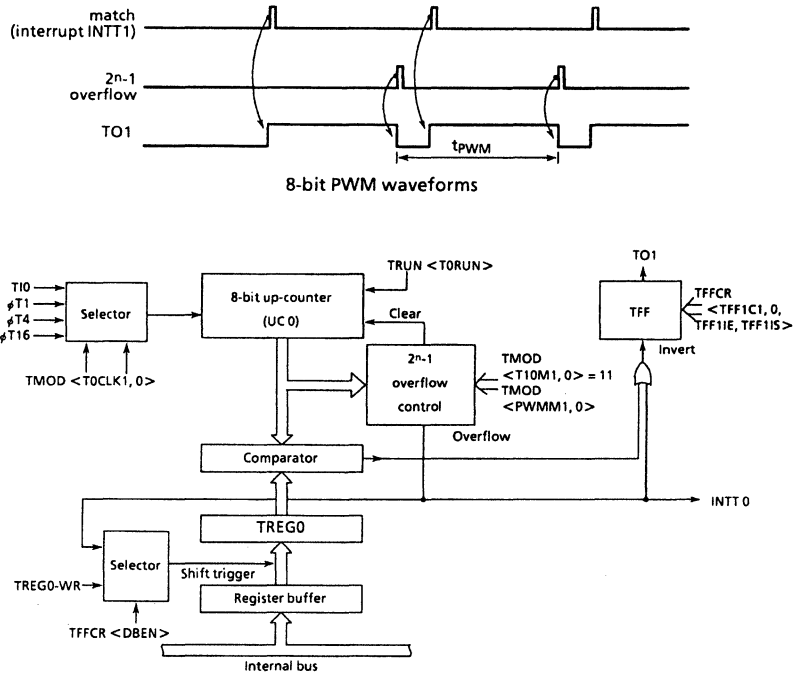 match
(interrupt INTT1)
2ⁿ-1
overflow
TO1
tPWM
8-bit PWM waveforms
TI0
φT1
φT4
φT16
Selector
TMOD <T0CLK1, 0>
8-bit up-counter
(UC 0)
TRUN <T0RUN>
Clear
2ⁿ-1
overflow
control
TMOD
<T10M1, 0> = 11
TMOD
<PWMM1, 0>
Overflow
TO1
TFF
TFFCR
<TFF1C1, 0,
TFF1IE, TFF1IS>
Invert
Comparator
INTT 0
TREG0
Selector
Shift trigger
TREG0-WR
Register buffer
TFFCR <DBEN>
Internal bus